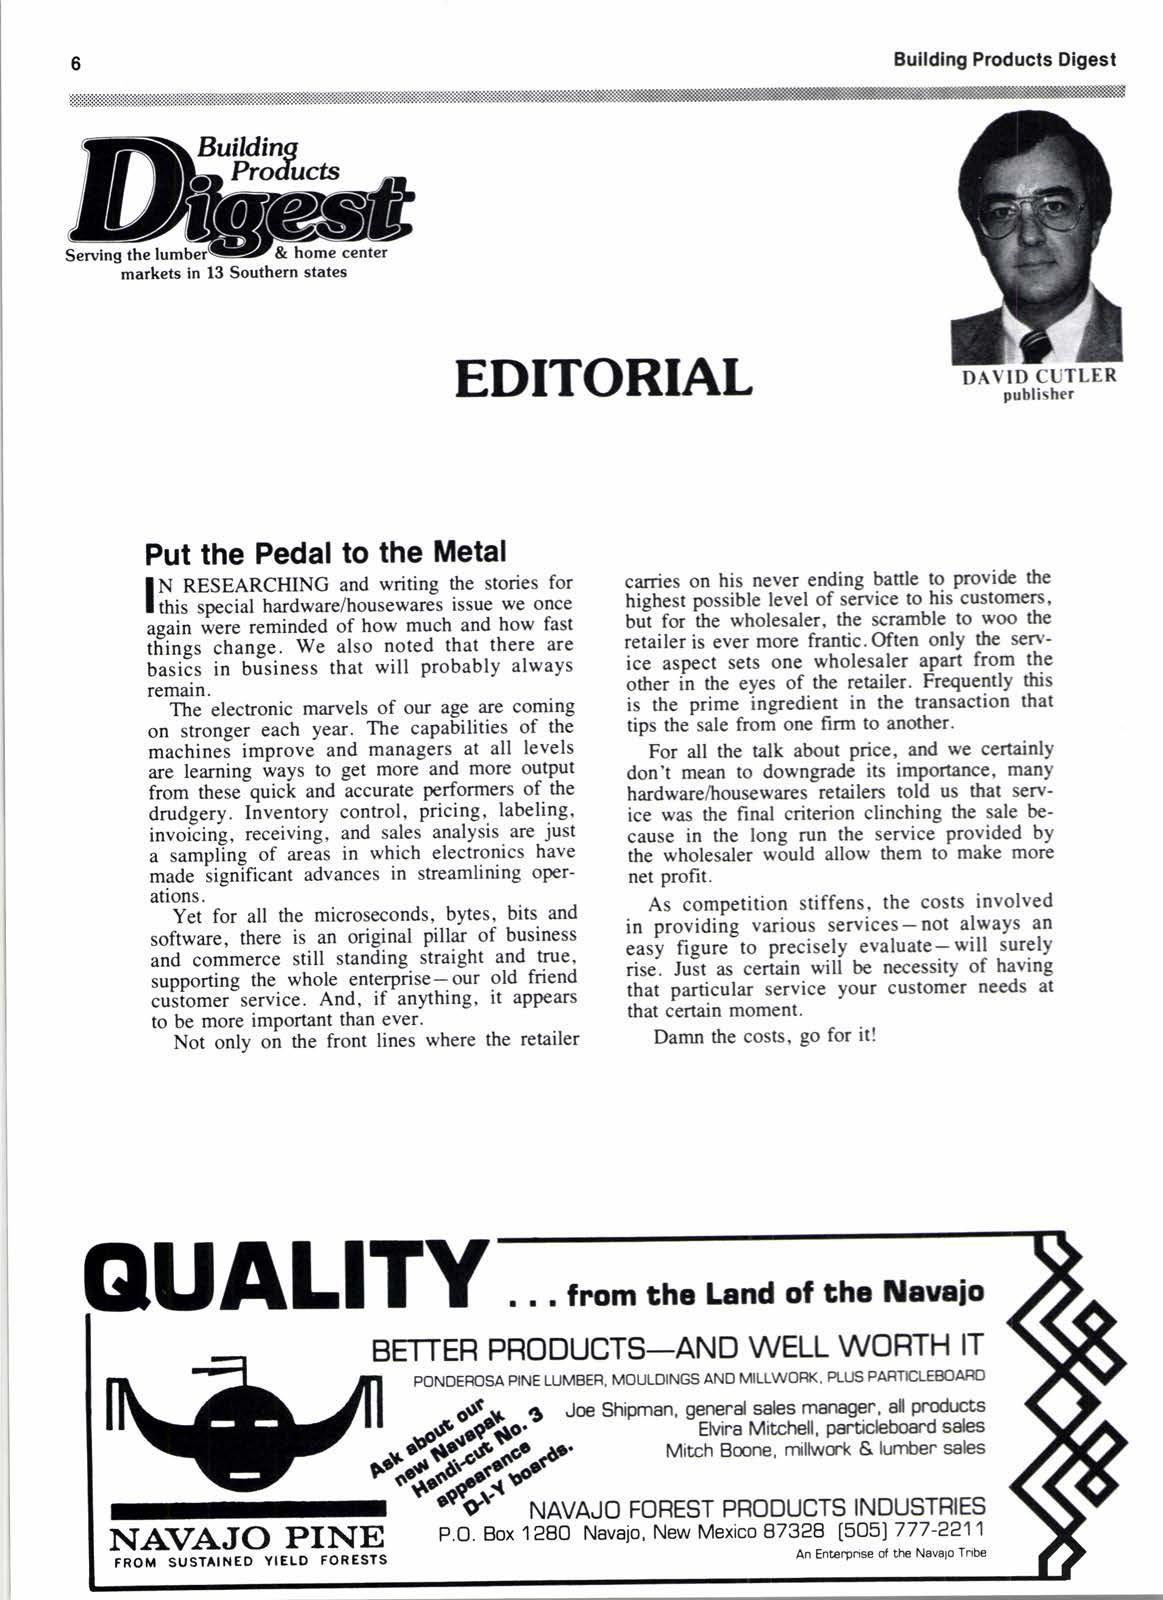 6
Building Products Digest
Building
Products
Digest
Serving the lumber & home center
markets in 13 Southern states
DAVID CUTLER
publisher
EDITORIAL
Put the Pedal to the Metal
IN RESEARCHING and writing the stories for
this special hardware/housewares issue we once
again were reminded of how much and how fast
things change. We also noted that there are
basics in business that will probably always
remain.
The electronic marvels of our age are coming
on stronger each year. The capabilities of the
machines improve and managers at all levels
are learning ways to get more and more output
from these quick and accurate performers of the
drudgery. Inventory control, pricing, labeling,
invoicing, receiving, and sales analysis are just
a sampling of areas in which electronics have
made significant advances in streamlining oper-
ations.
Yet for all the microseconds, bytes, bits and
software, there is an original pillar of business
and commerce still standing straight and true,
supporting the whole enterprise—our old friend
customer service. And, if anything, it appears
to be more important than ever.
Not only on the front lines where the retailer
carries on his never ending battle to provide the
highest possible level of service to his customers,
but for the wholesaler, the scramble to woo the
retailer is ever more frantic. Often only the serv-
ice aspect sets one wholesaler apart from the
other in the eyes of the retailer. Frequently this
is the prime ingredient in the transaction that
tips the sale from one firm to another.
For all the talk about price, and we certainly
don't mean to downgrade its importance, many
hardware/housewares retailers told us that serv-
ice was the final criterion clinching the sale be-
cause in the long run the service provided by
the wholesaler would allow them to make more
net profit.
As competition stiffens, the costs involved
in providing various services—not always an
easy figure to precisely evaluate—will surely
rise. Just as certain will be necessity of having
that particular service your customer needs at
that certain moment.
Damn the costs, go for it!
QUALITY
... from the Land of the Navajo
BETTER PRODUCTS—AND WELL WORTH IT
PONDEROSA PINE LUMBER, MOULDINGS AND MILLWORK, PLUS PARTICLEBOARD
Ask about our
new Navapak
Handi-cut No. 3
appearance
D-I-Y boards.
Joe Shipman, general sales manager, all products
Elvira Mitchell, particleboard sales
Mitch Boone, millwork & lumber sales
NAVAJO PINE
FROM SUSTAINED YIELD FORESTS
NAVAJO FOREST PRODUCTS INDUSTRIES
P.O. Box 1280 Navajo, New Mexico 87328 (505) 777-2211
An Enterprise of the Navajo Tribe